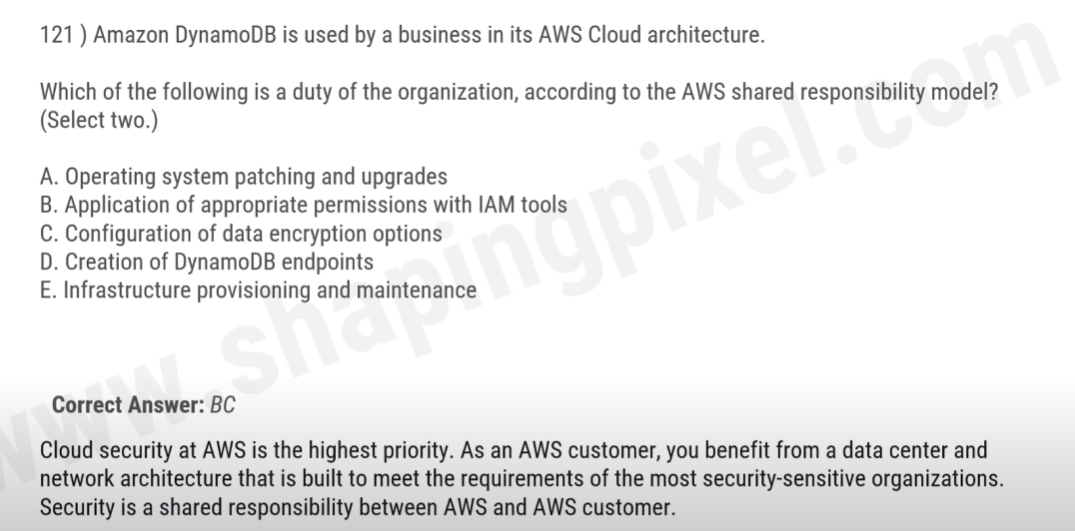 121 ) Amazon DynamoDB is used by a business in its AWS Cloud architecture.
Which of the following is a duty of the organization, according to the AWS shared responsibility model?
(Select two.)
A. Operating system patching and upgrades
B. Application of appropriate permissions with IAM tools
C. Configuration of data encryption options
D. Creation of DynamoDB endpoints
E. Infrastructure provisioning and maintenance
www.shapingpixel.com
Correct Answer: BC
Cloud security at AWS is the highest priority. As an AWS customer, you benefit from a data center and
network architecture that is built to meet the requirements of the most security-sensitive organizations.
Security is a shared responsibility between AWS and AWS customer.